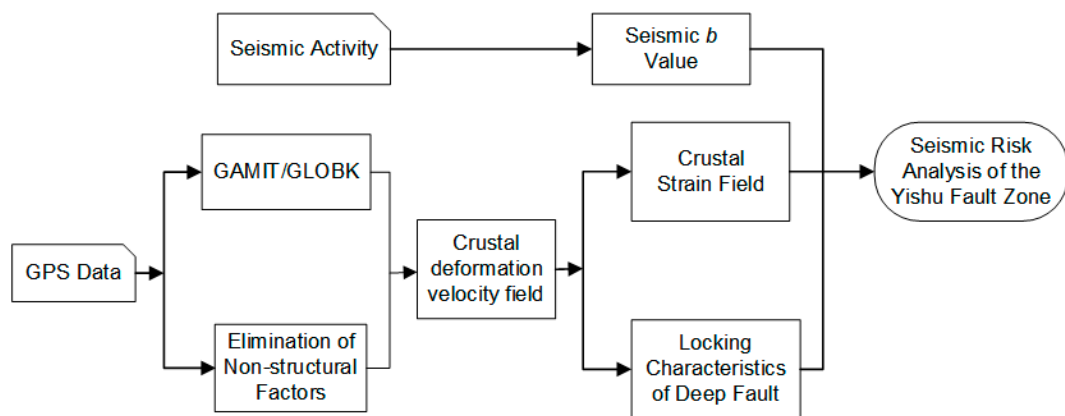 Seismic Activity
Seismic b
Value
GAMIT/GLOBK
Crustal
Strain Field
Seismic Risk
Analysis of the
Yishu Fault Zone
GPS Data
Crustal
deformation
velocity field
Elimination of
Non-structural
Factors
Locking
Characteristics
of Deep Fault